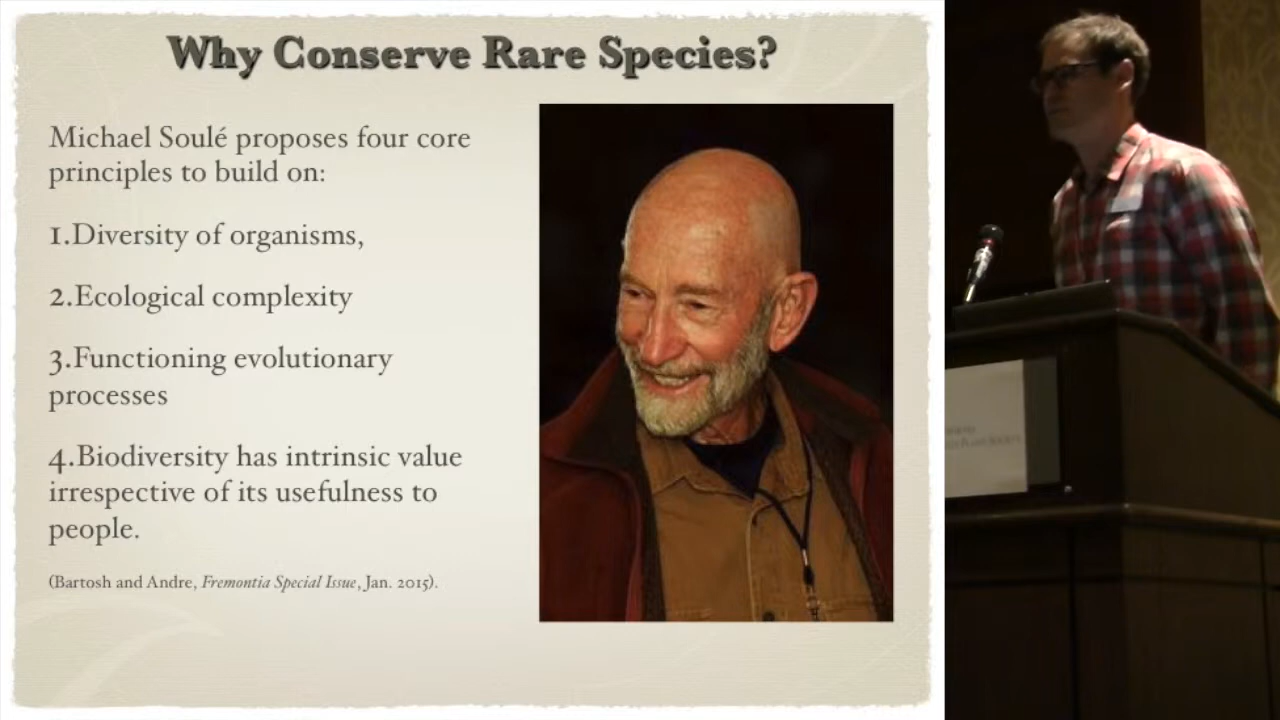 Why Conserve Rare Species?
Michael Soulé proposes four core
principles to build on:
1.Diversity of organisms,
2.Ecological complexity
3.Functioning evolutionary
processes
4.Biodiversity has intrinsic value
irrespective of its usefulness to
people.
(Bartosh and Andre, Fremontia Special Issue, Jan. 2015).